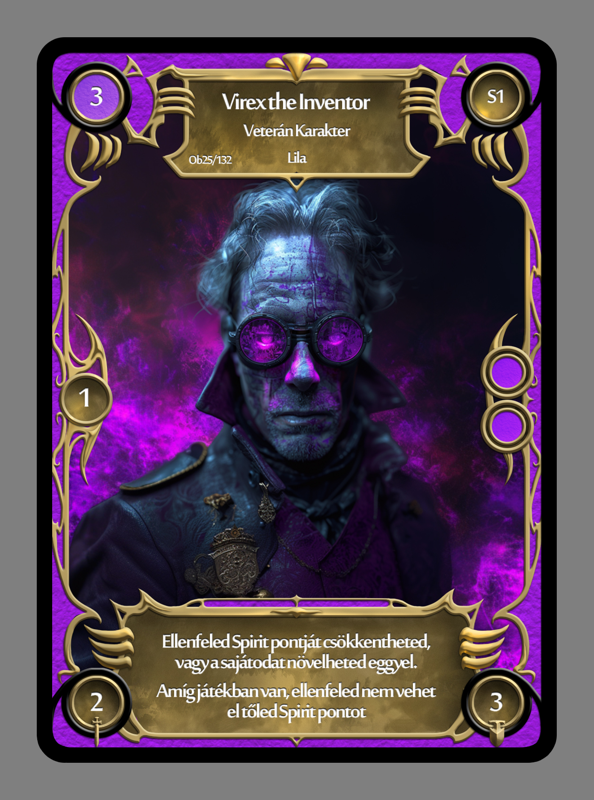 3
S1
Virex the Inventor
Veterán Karakter
Ob25/132
Lila
1
Ellenfeled Spirit pontját csökkentheted,
vagy a sajátodat növelheted eggyel.
Amíg játékban van, ellenfeled nem vehet
el tőled Spirit pontot
2
3